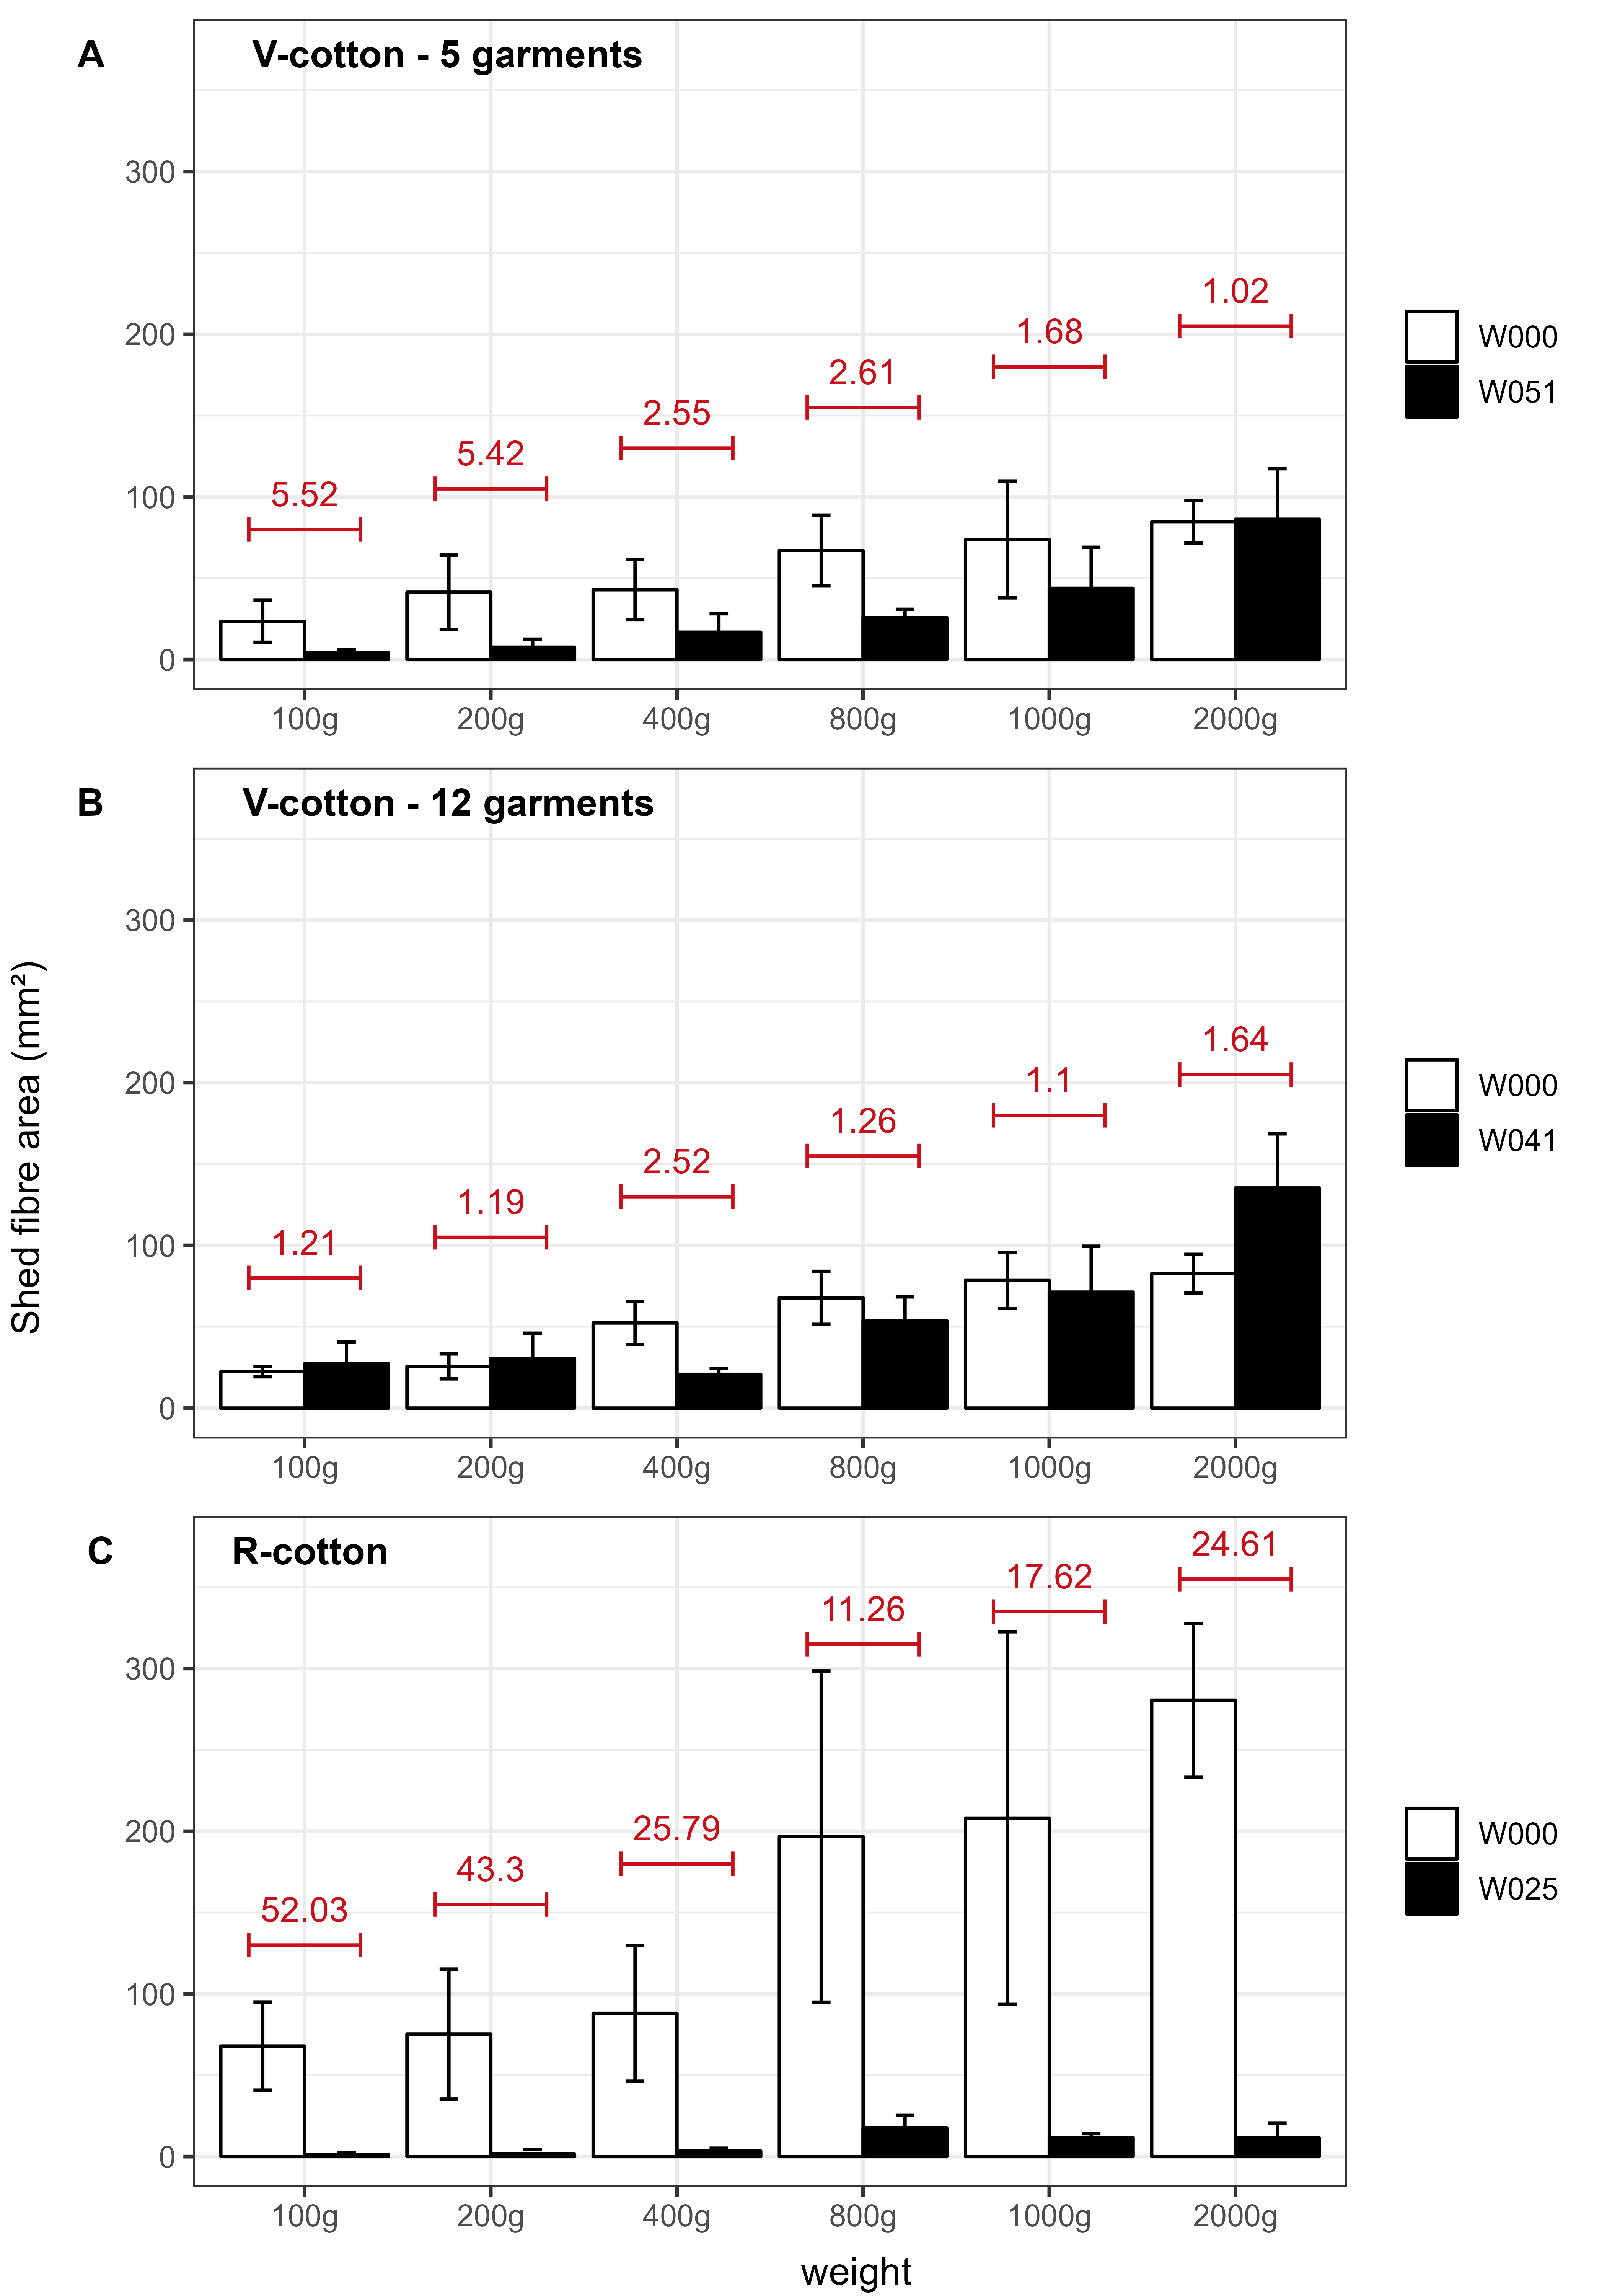 A
V-cotton - 5 garments
300
200
100
0
5.52
5.42
2.55
2.61
1.68
1.02
100g
200g
400g
800g
1000g
2000g
W000
W051
B
V-cotton - 12 garments
300
200
100
0
1.21
1.19
2.52
1.26
1.1
1.64
100g
200g
400g
800g
1000g
2000g
W000
W041
Shed fibre area (mm²)
C
R-cotton
300
200
100
0
52.03
43.3
25.79
11.26
17.62
24.61
100g
200g
400g
800g
1000g
2000g
W000
W025
weight